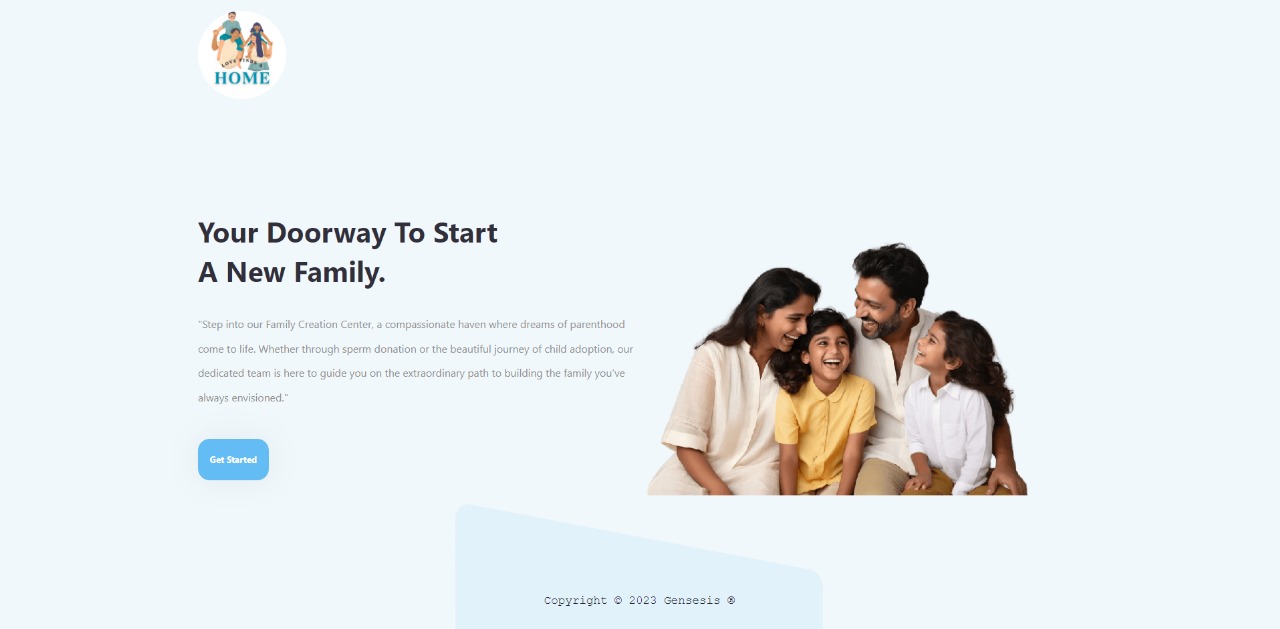 LOVE FINDS A
HOME
Your Doorway To Start
A New Family.
"Step into our Family Creation Center, a compassionate haven where dreams of parenthood
come to life. Whether through sperm donation or the beautiful journey of child adoption, our
dedicated team is here to guide you on the extraordinary path to building the family you've
always envisioned."
Get Started
Copyright © 2023 Gensesis ®